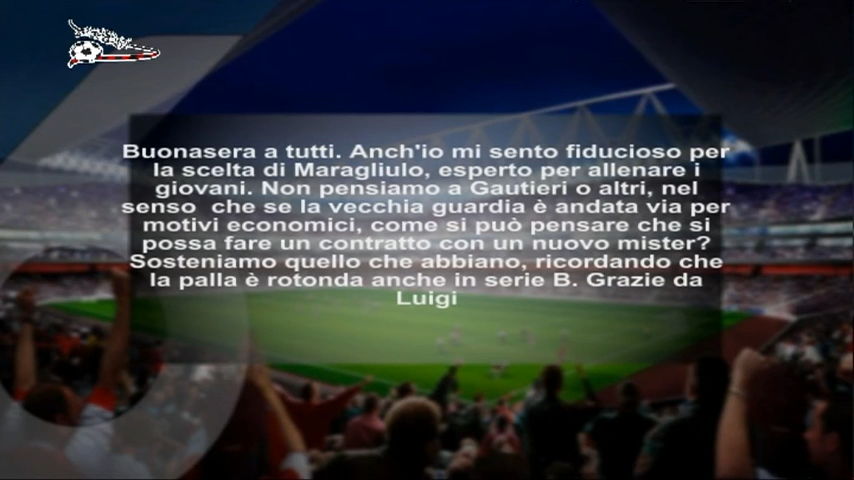 Buonasera a tutti. Anch'io mi sento fiducioso per
la scelta di Maragliulo, esperto per allenare i
giovani. Non pensiamo a Gautieri o altri, nel
senso  che se la vecchia guardia è andata via per
motivi economici, come si può pensare che si
possa fare un contratto con un nuovo mister?
Sosteniamo quello che abbiano, ricordando che
la palla è rotonda anche in serie B. Grazie da
Luigi